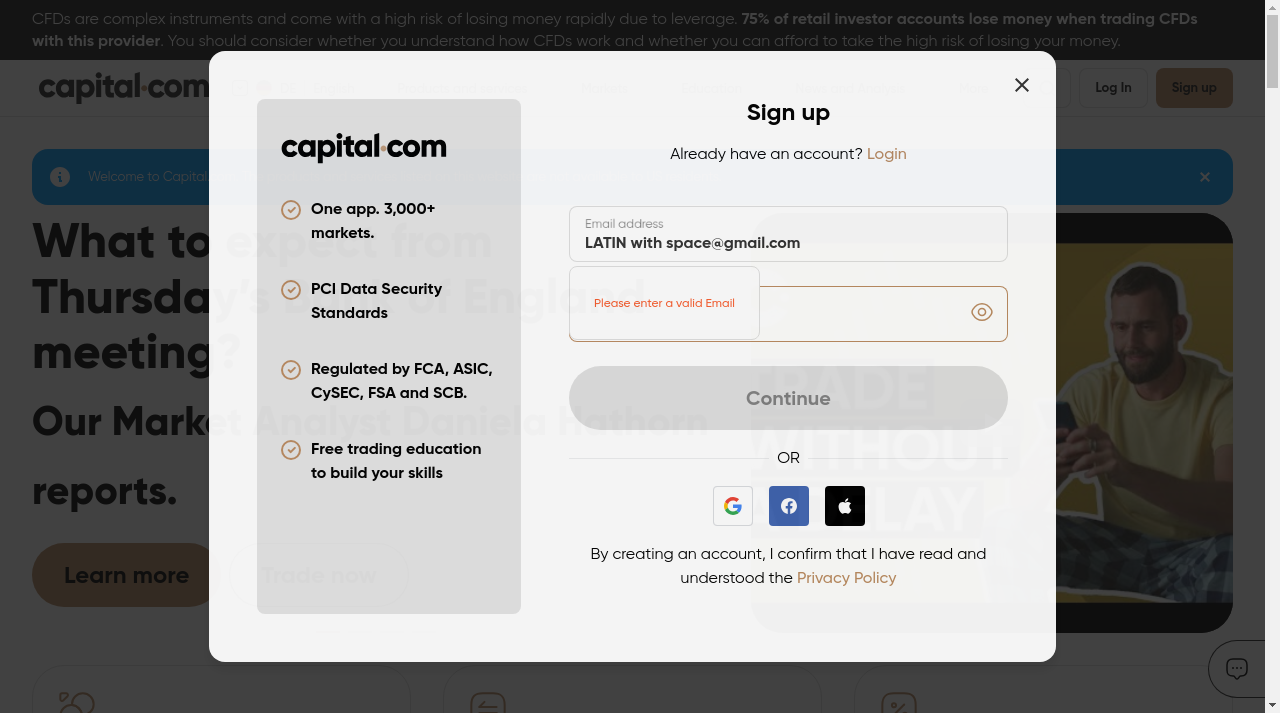 CFDs are complex instruments and come with a high risk of losing money rapidly due to leverage. 75% of retail investor accounts lose money when trading CFDs
with this provider. You should consider whether you understand how CFDs work and whether you can afford to take the high risk of losing your money.
capital.com
Log In
Sign up
Welcome to Capital.
What to expect from
Thursday's Bank of England
meeting?
Our Market Analyst Daniela Hathorn
reports.
Learn more
Trade now
TRADE
WITHOUT
capital.com
One app. 3,000+
markets.
PCI Data Security
Standards
Regulated by FCA, ASIC,
CySEC, FSA and SCB.
Free trading education
to build your skills
Sign up
Already have an account? Login
Email address
LATIN with space@gmail.com
Please enter a valid Email
Continue
OR
By creating an account, I confirm that I have read and
understood the Privacy Policy